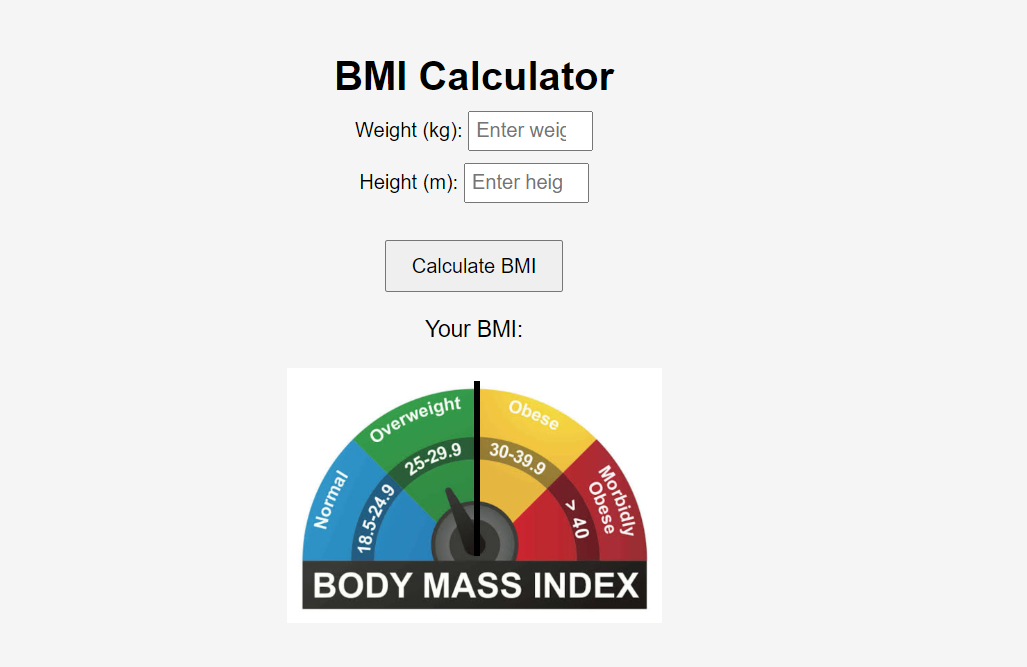 BMI Calculator
Weight (kg): Enter weig
Height (m): Enter heig
Calculate BMI
Your BMI:
Normal
18.5-24.9
Overweight
25-29.9
Obese
30-39.9
Morbidly
Obese
> 40
BODY MASS INDEX